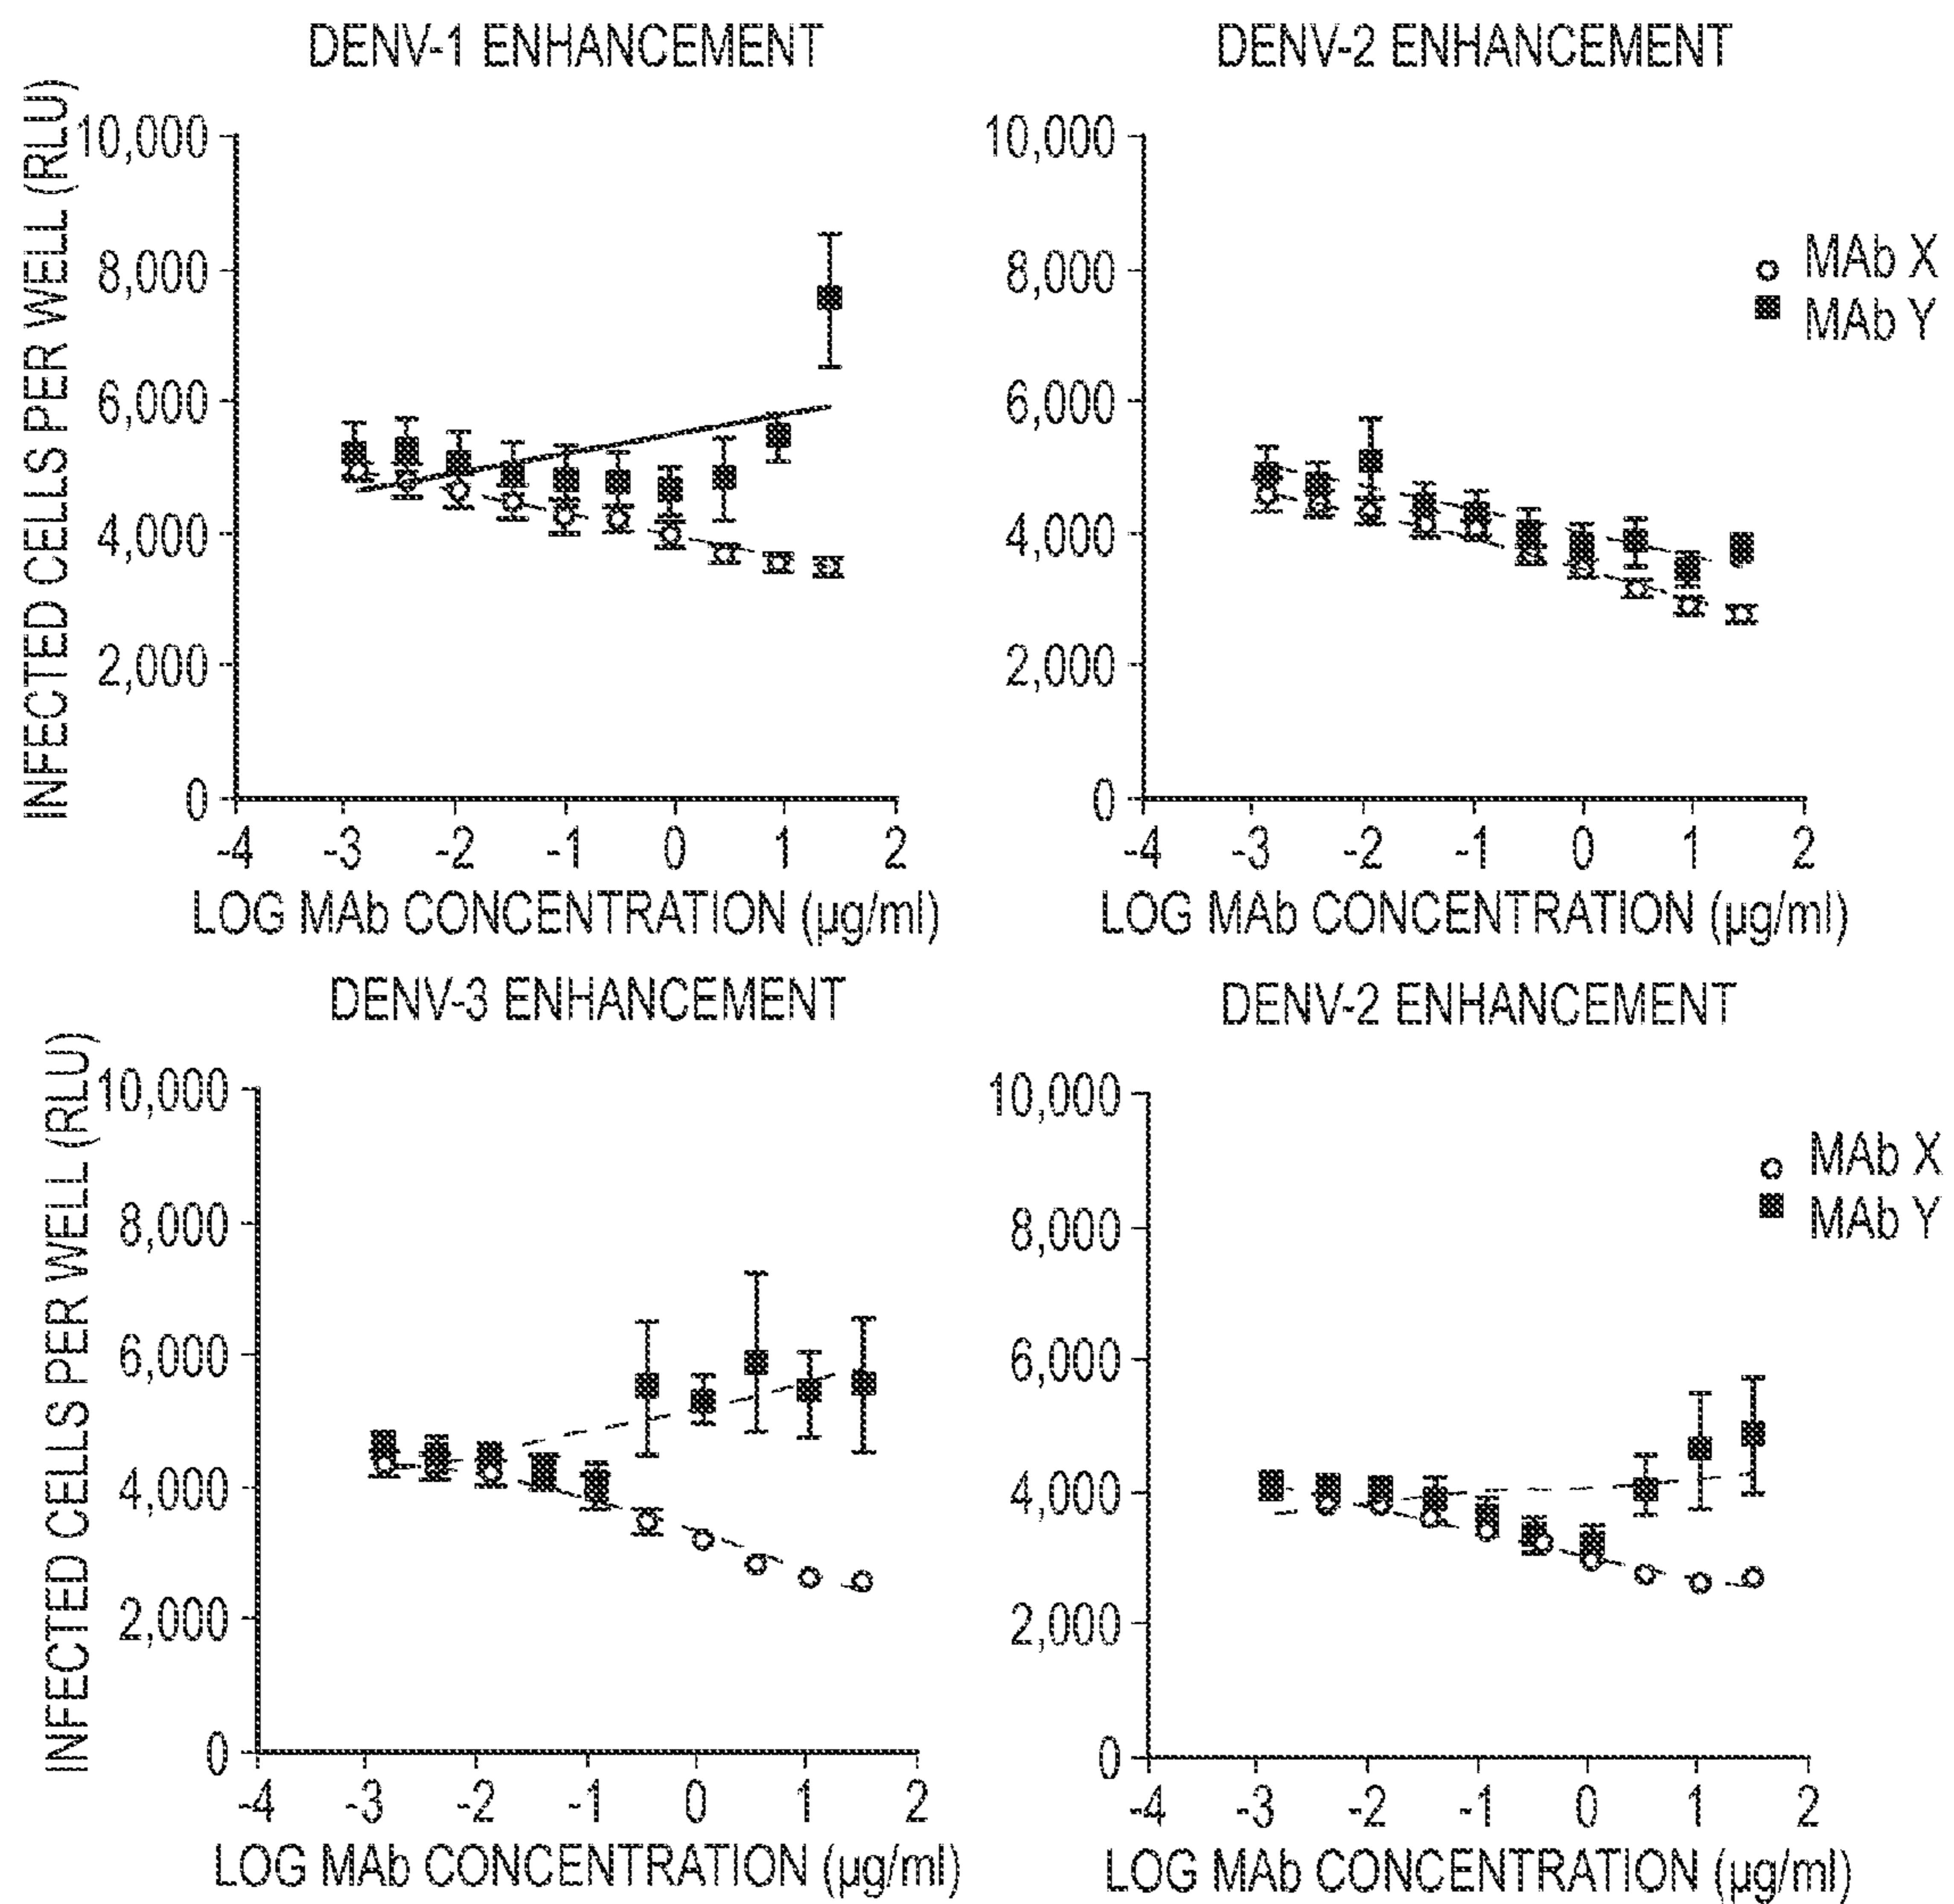 DENV-1 ENHANCEMENT
INFECTED CELLS PER WELL (RLU)
10,000
8,000
6,000
4,000
2,000
0
-4 -3 -2 -1 0 1 2
LOG MAb CONCENTRATION (µg/ml)
DENV-2 ENHANCEMENT
10,000
8,000
6,000
4,000
2,000
0
-4 -3 -2 -1 0 1 2
LOG MAb CONCENTRATION (µg/ml)
MAb X
MAb Y
DENV-3 ENHANCEMENT
INFECTED CELLS PER WELL (RLU)
10,000
8,000
6,000
4,000
2,000
0
-4 -3 -2 -1 0 1 2
LOG MAb CONCENTRATION (µg/ml)
DENV-2 ENHANCEMENT
10,000
8,000
6,000
4,000
2,000
0
-4 -3 -2 -1 0 1 2
LOG MAb CONCENTRATION (µg/ml)
MAb X
MAb Y